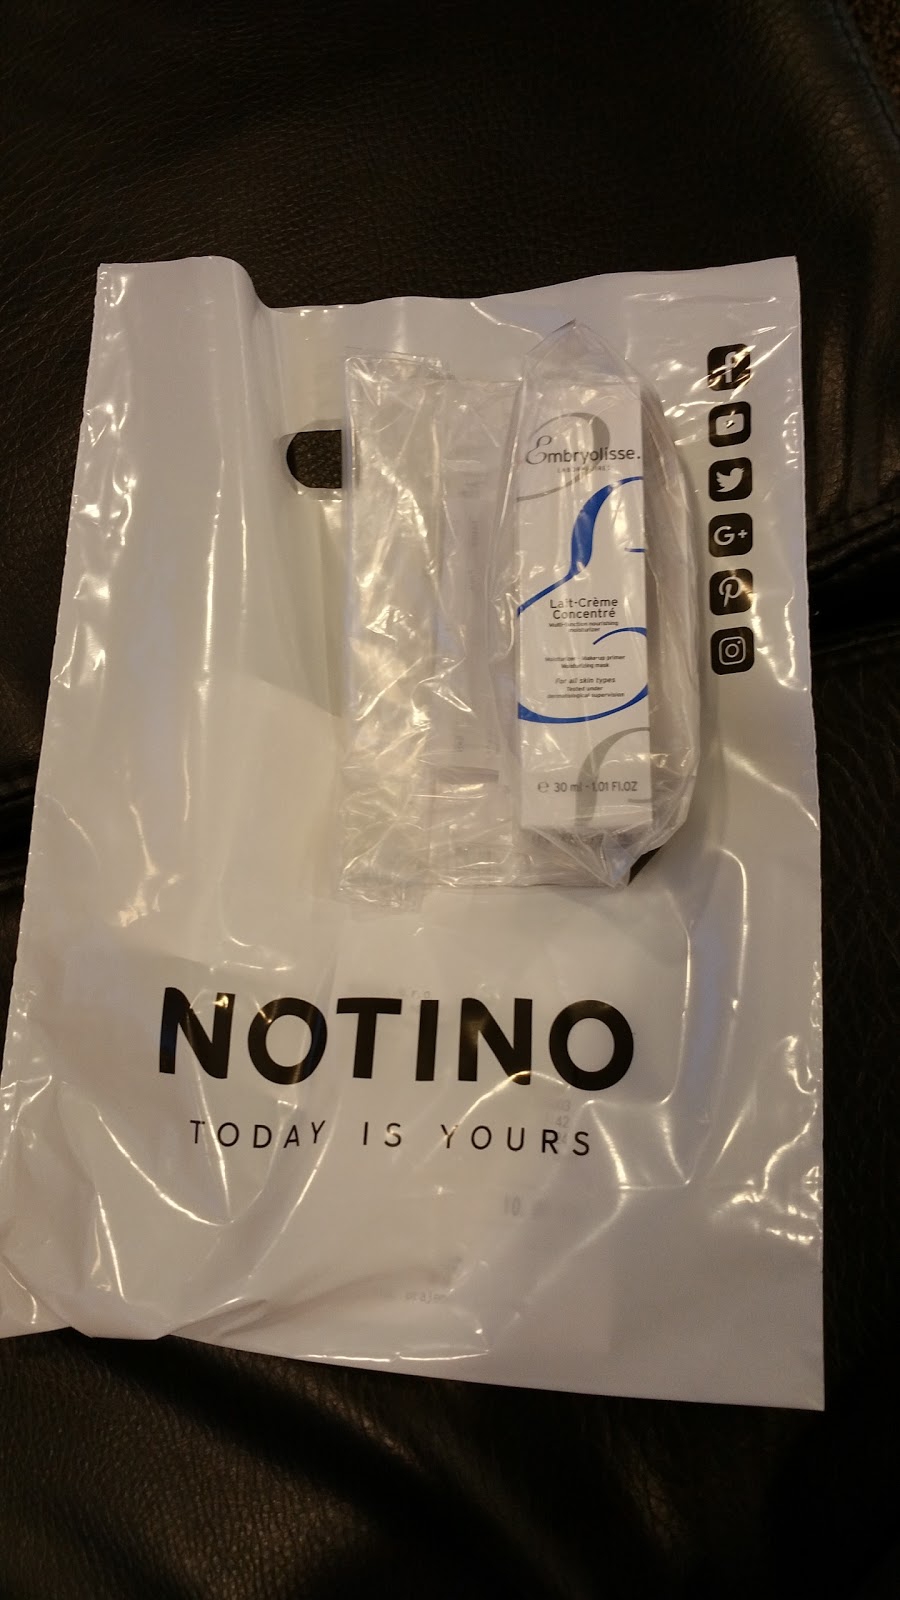 Embryolisse.
LABORATOIRES
Lait-Crème
Concentré
Multi-function nourishing
moisturizer
Moisturizer - Make-up primer
Moisturizing mask
For all skin types
Tested under
dermatological supervision
e 30 ml - 1.01 Fl.OZ
G+
NOTINO
TODAY IS YOURS